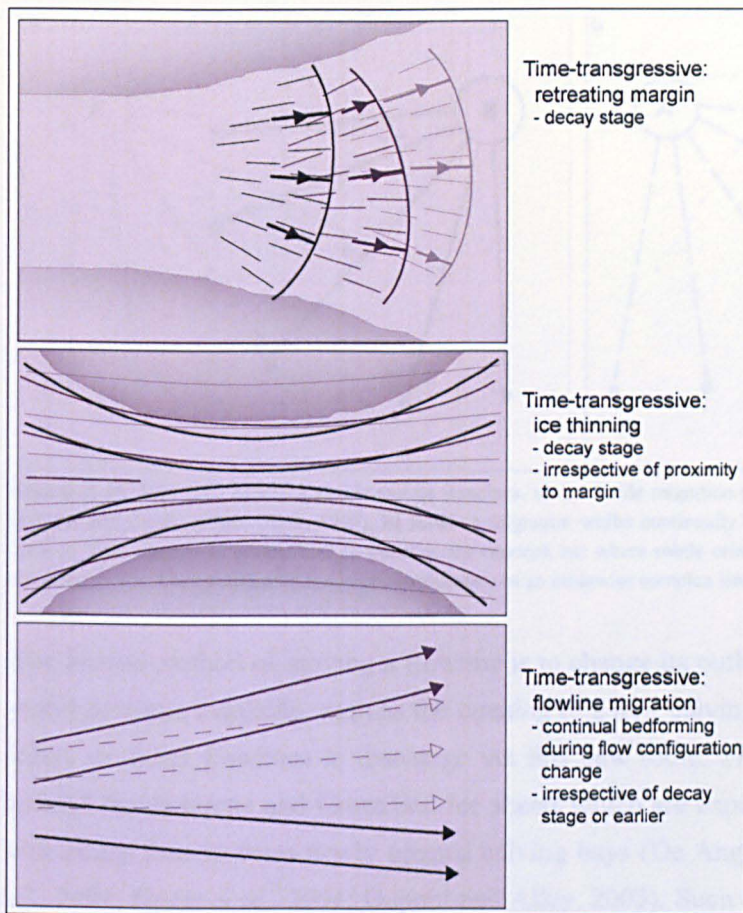 Time-transgressive:
retreating margin
- decay stage
Time-transgressive:
ice thinning
- decay stage
- irrespective of proximity
to margin
Time-transgressive:
flowline migration
- continual bedforming
during flow configuration
change
- irrespective of decay
stage or earlier